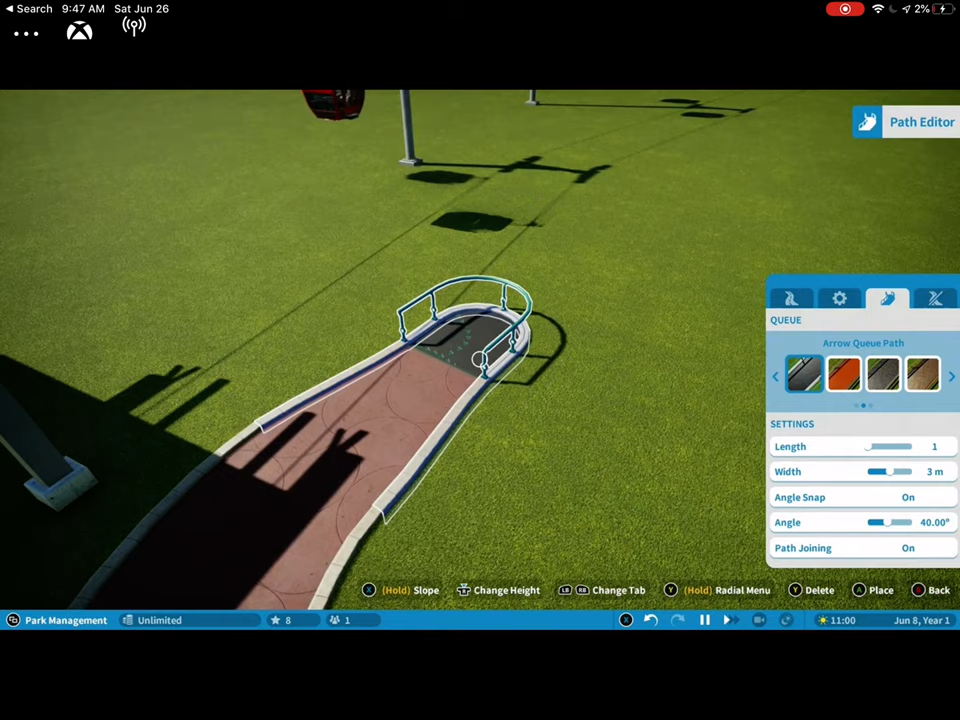 Search 9:47 AM Sat Jun 26 2%
Path Editor
QUEUE
Arrow Queue Path
SETTINGS
Length 1
Width 3 m
Angle Snap On
Angle 40.00°
Path Joining On
X (Hold) Slope Change Height LB RB Change Tab Y (Hold) Radial Menu Y Delete A Place B Back
Park Management Unlimited 8 1 X 11:00 Jun 8, Year 1